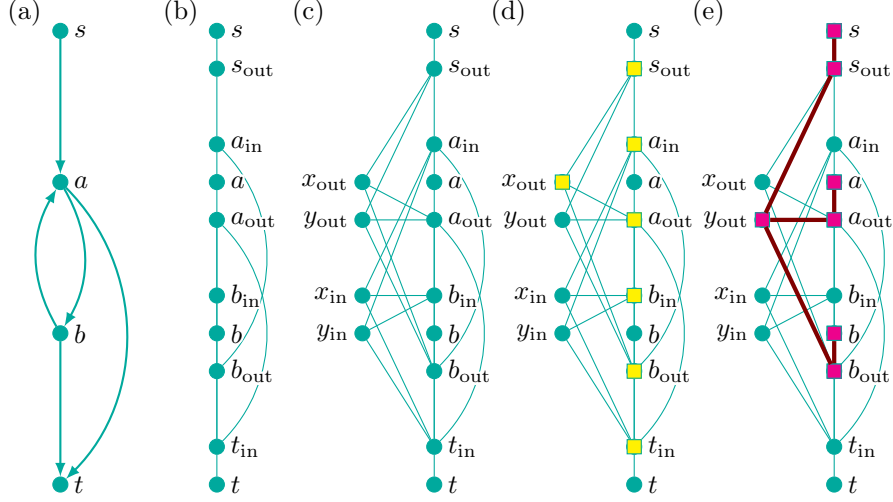 (a) (b) (c) (d) (e)
s s s s s
s_out s_out s_out s_out
a_in a_in a_in a_in
a a x_out a x_out a x_out a
a_out y_out a_out y_out a_out y_out a_out
b_in x_in b_in x_in b_in x_in b_in
b b y_in b y_in b y_in b
b_out b_out b_out b_out
t_in t_in t_in t_in
t t t t t